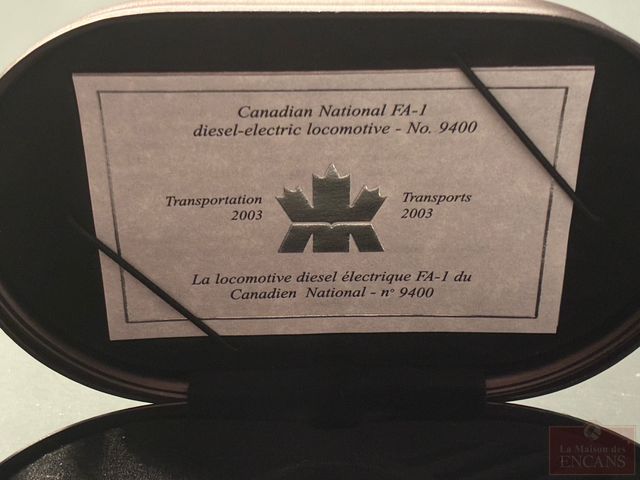 Canadian National FA-1
diesel-electric locomotive - No. 9400
Transportation
2003
Transports
2003
La locomotive diesel électrique FA-1 du
Canadien National - nº 9400
La Maison des
ENCANS